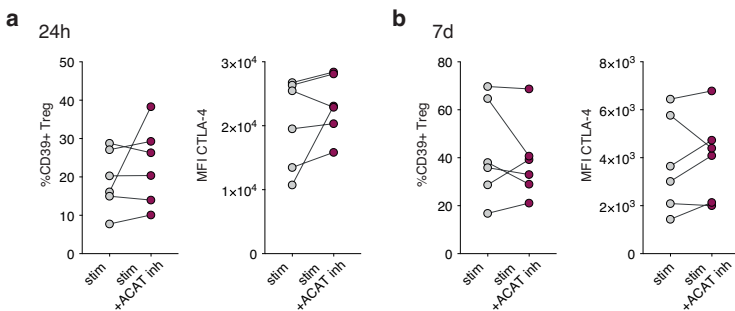 a
24h
%CD39+ Treg
50
40
30
20
10
0
stim
stim
+ACAT inh
MFI CTLA-4
3×10⁴
2×10⁴
1×10⁴
0
stim
stim
+ACAT inh
b
7d
%CD39+ Treg
80
60
40
20
0
stim
stim
+ACAT inh
MFI CTLA-4
8×10³
6×10³
4×10³
2×10³
0
stim
stim
+ACAT inh